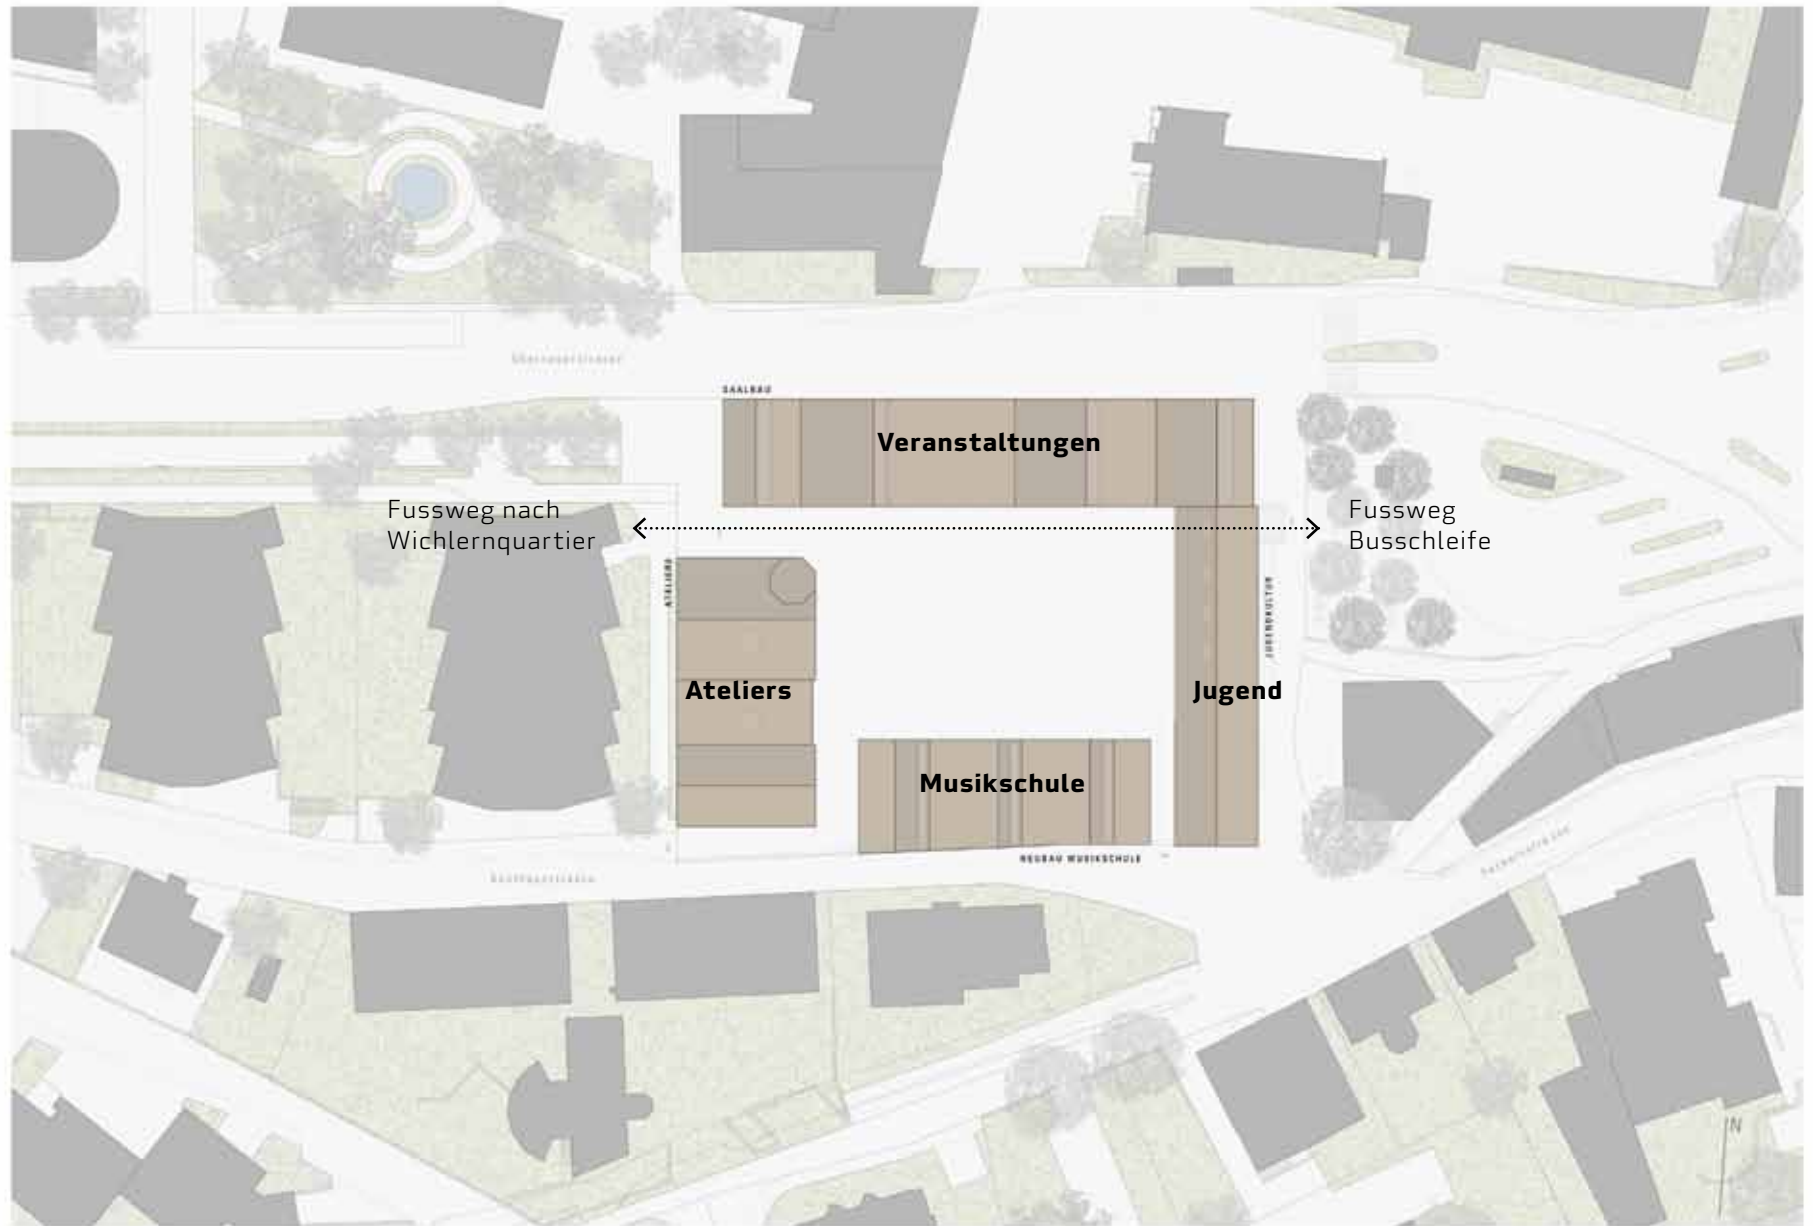 SAALBAU
Veranstaltungen
Fussweg nach
Wichlernquartier
Fussweg
Busschleife
ATELIERS
JUGENDKULTUR
Ateliers
Jugend
Musikschule
NEUBAU MUSIKSCHULE
N